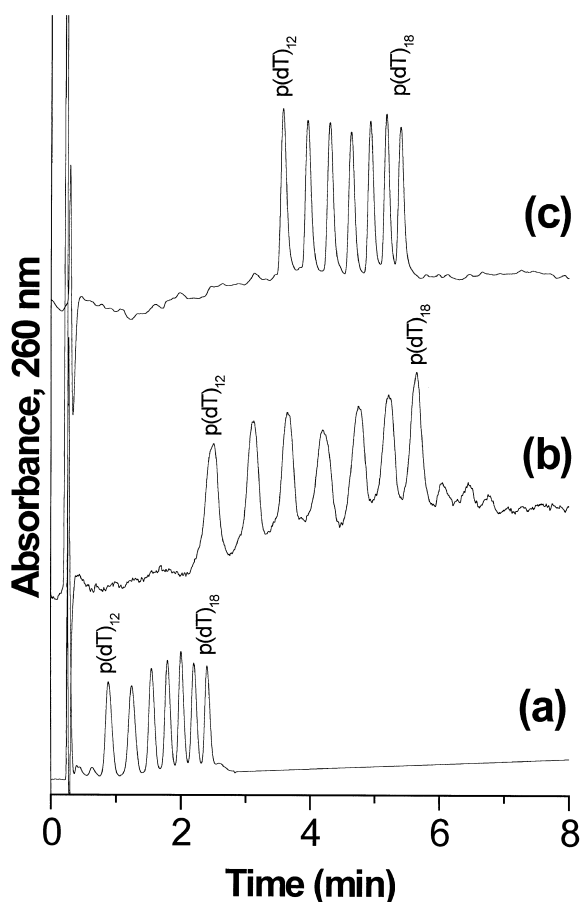 p(dT)12 p(dT)18
(c)
p(dT)12 p(dT)18
(b)
p(dT)12 p(dT)18
(a)
Absorbance, 260 nm
0 2 4 6 8
Time (min)